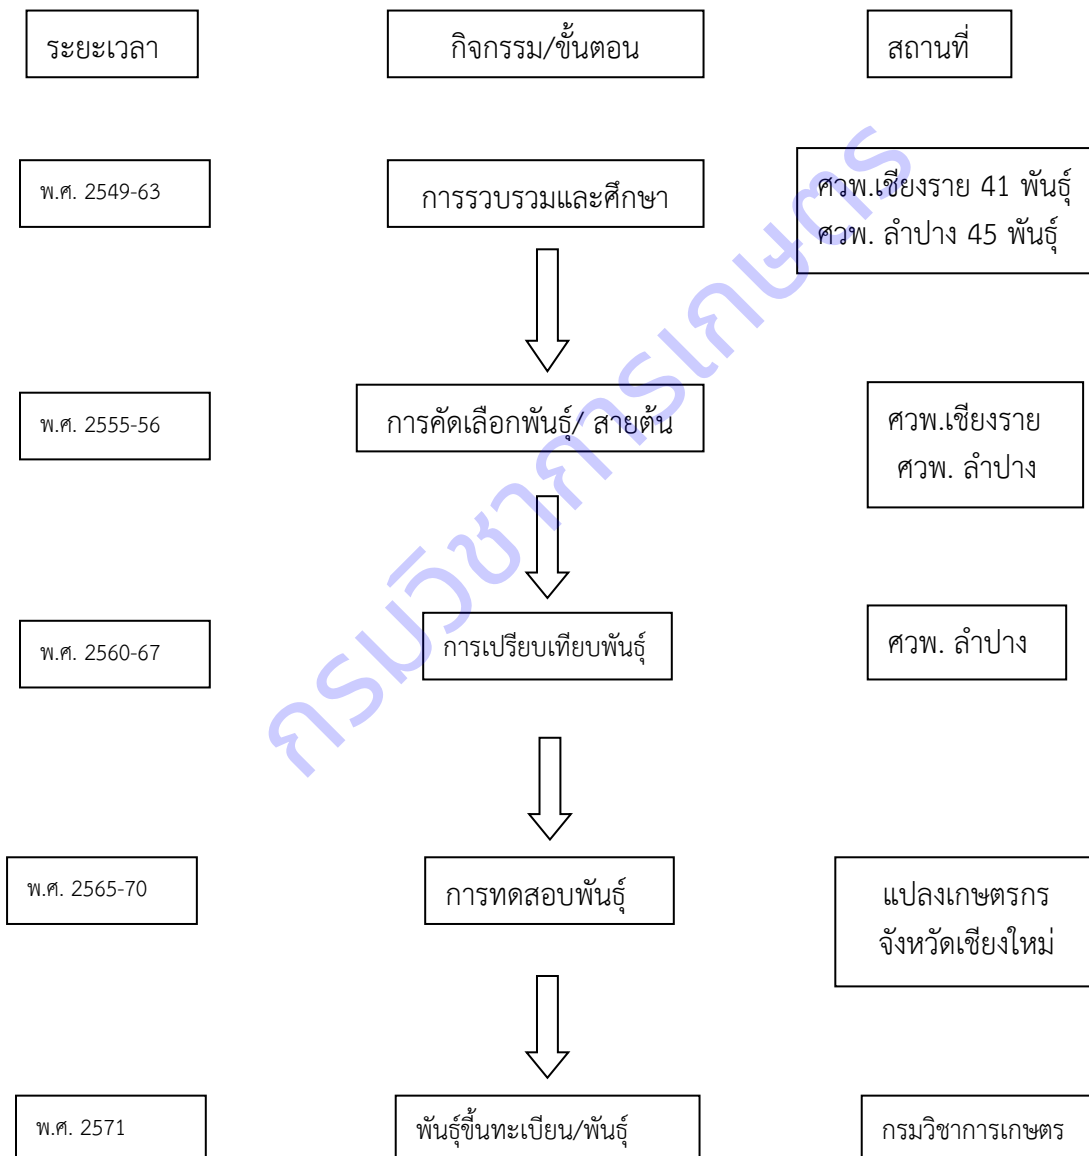 ระยะเวลา
กิจกรรม/ขั้นตอน
สถานที่
พ.ศ. 2549-63
การรวบรวมและศึกษา
ศวพ.เชียงราย 41 พันธุ์
ศวพ. ลำปาง 45 พันธุ์
พ.ศ. 2555-56
การคัดเลือกพันธุ์/ สายต้น
ศวพ.เชียงราย
ศวพ. ลำปาง
พ.ศ. 2560-67
การเปรียบเทียบพันธุ์
ศวพ. ลำปาง
พ.ศ. 2565-70
การทดสอบพันธุ์
แปลงเกษตรกร
จังหวัดเชียงใหม่
พ.ศ. 2571
พันธุ์ขึ้นทะเบียน/พันธุ์
กรมวิชาการเกษตร
กรมวิชาการเกษตร